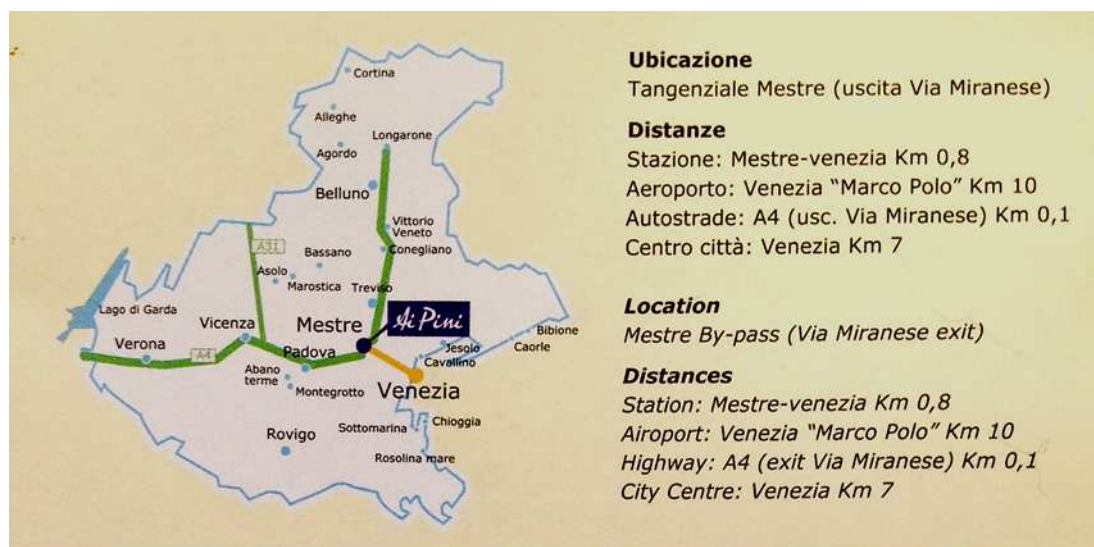 Cortina
Alleghe
Longarone
Agordo
Belluno
Vittorio
Veneto
Conegliano
A31
Bassano
Asolo
Marostica
Treviso
Ai Pini
Lago di Garda
Vicenza
Mestre
Bibione
Verona
A4
Padova
Jesolo
Caorle
Cavallino
Abano
terme
Montegrotto
Venezia
Sottomarina
Chioggia
Rovigo
Rosolina mare
Ubicazione
Tangenziale Mestre (uscita Via Miranese)
Distanze
Stazione: Mestre-venezia Km 0,8
Aeroporto: Venezia “Marco Polo” Km 10
Autostrade: A4 (usc. Via Miranese) Km 0,1
Centro città: Venezia Km 7
Location
Mestre By-pass (Via Miranese exit)
Distances
Station: Mestre-venezia Km 0,8
Airoport: Venezia “Marco Polo” Km 10
Highway: A4 (exit Via Miranese) Km 0,1
City Centre: Venezia Km 7